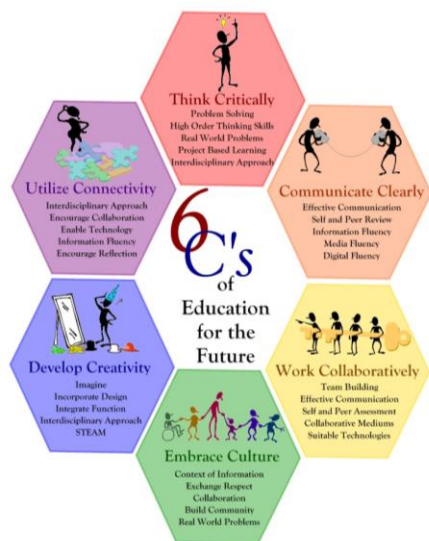 Think Critically
Problem Solving
High Order Thinking Skills
Real World Problems
Project Based Learning
Interdisciplinary Approach
Communicate Clearly
Effective Communication
Self and Peer Review
Information Fluency
Media Fluency
Digital Fluency
Work Collaboratively
Team Building
Effective Communication
Self and Peer Assessment
Collaborative Mediums
Suitable Technologies
Embrace Culture
Context of Information
Exchange Respect
Collaboration
Build Community
Real World Problems
Develop Creativity
Imagine
Incorporate Design
Integrate Function
Interdisciplinary Approach
STEAM
Utilize Connectivity
Interdisciplinary Approach
Encourage Collaboration
Enable Technology
Information Fluency
Encourage Reflection
6 C's
of
Education
for the
Future